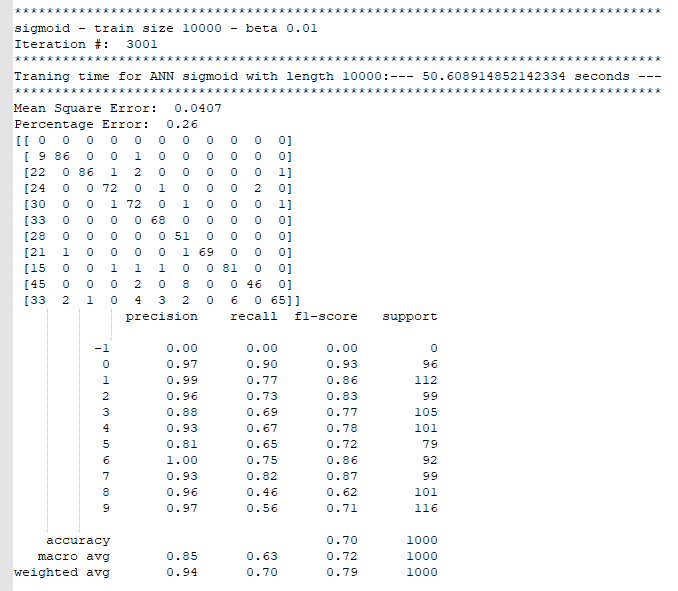 *********************************************************************************
sigmoid - train size 10000 - beta 0.01
Iteration #:  3001
*********************************************************************************
Traning time for ANN sigmoid with length 10000:--- 50.608914852142334 seconds ---
*********************************************************************************
Mean Square Error:  0.0407
Percentage Error:  0.26
[[ 0  0  0  0  0  0  0  0  0  0  0]
 [ 9 86  0  0  1  0  0  0  0  0  0]
 [22  0 86  1  2  0  0  0  0  0  1]
 [24  0  0 72  0  1  0  0  0  2  0]
 [30  0  0  1 72  0  1  0  0  0  1]
 [33  0  0  0  0 68  0  0  0  0  0]
 [28  0  0  0  0  0 51  0  0  0  0]
 [21  1  0  0  0  0  1 69  0  0  0]
 [15  0  0  1  1  1  0  0 81  0  0]
 [45  0  0  0  2  0  8  0  0 46  0]
 [33  2  1  0  4  3  2  0  6  0 65]]
              precision    recall  f1-score   support
          -1       0.00      0.00      0.00         0
           0       0.97      0.90      0.93        96
           1       0.99      0.77      0.86       112
           2       0.96      0.73      0.83        99
           3       0.88      0.69      0.77       105
           4       0.93      0.67      0.78       101
           5       0.81      0.65      0.72        79
           6       1.00      0.75      0.86        92
           7       0.93      0.82      0.87        99
           8       0.96      0.46      0.62       101
           9       0.97      0.56      0.71       116
    accuracy                           0.70      1000
   macro avg       0.85      0.63      0.72      1000
weighted avg       0.94      0.70      0.79      1000